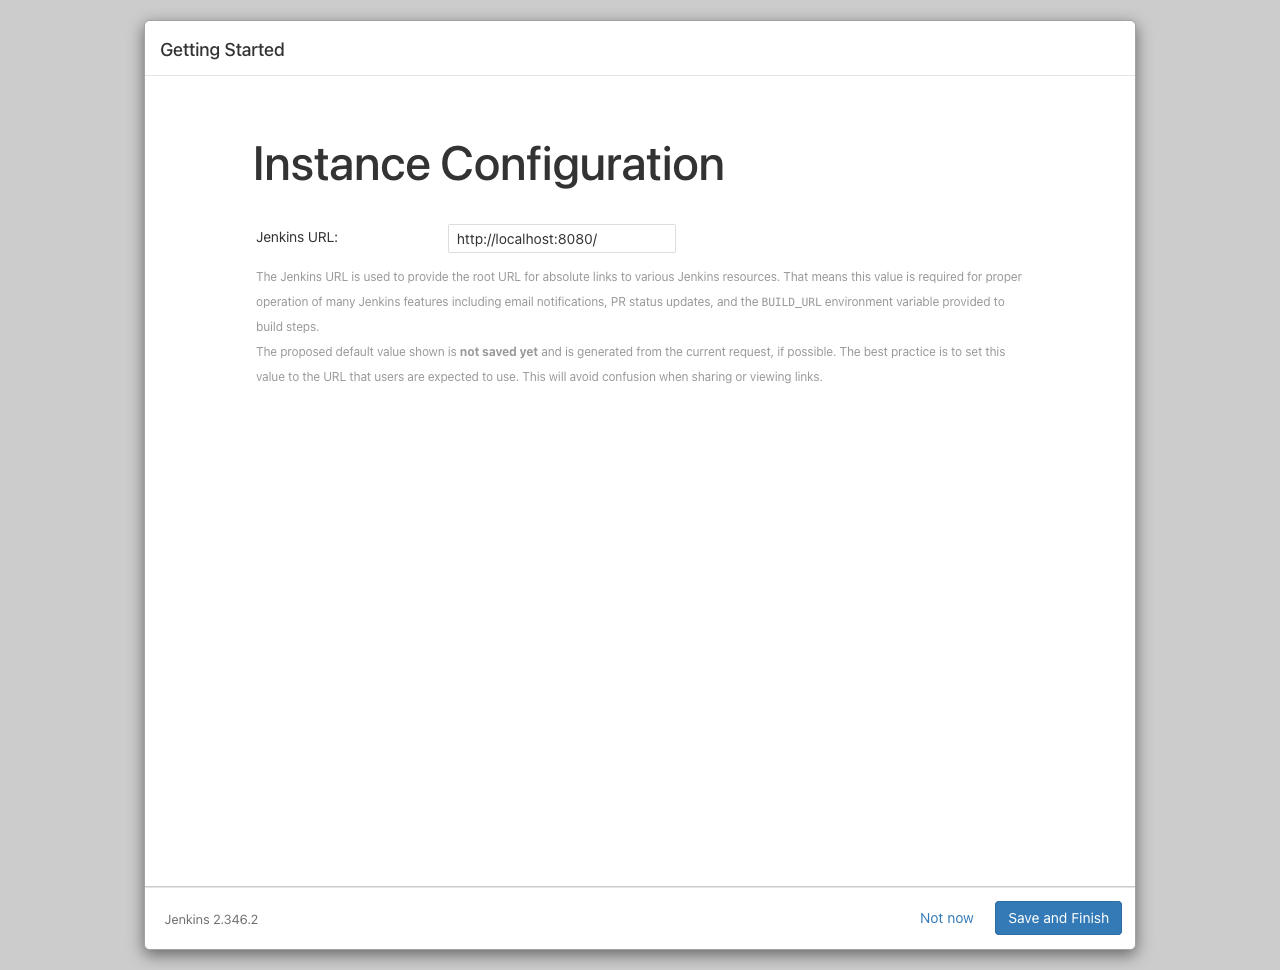 Getting Started
Instance Configuration
Jenkins URL: http://localhost:8080/
The Jenkins URL is used to provide the root URL for absolute links to various Jenkins resources. That means this value is required for proper
operation of many Jenkins features including email notifications, PR status updates, and the BUILD_URL environment variable provided to
build steps.
The proposed default value shown is not saved yet and is generated from the current request, if possible. The best practice is to set this
value to the URL that users are expected to use. This will avoid confusion when sharing or viewing links.
Jenkins 2.346.2 Not now Save and Finish